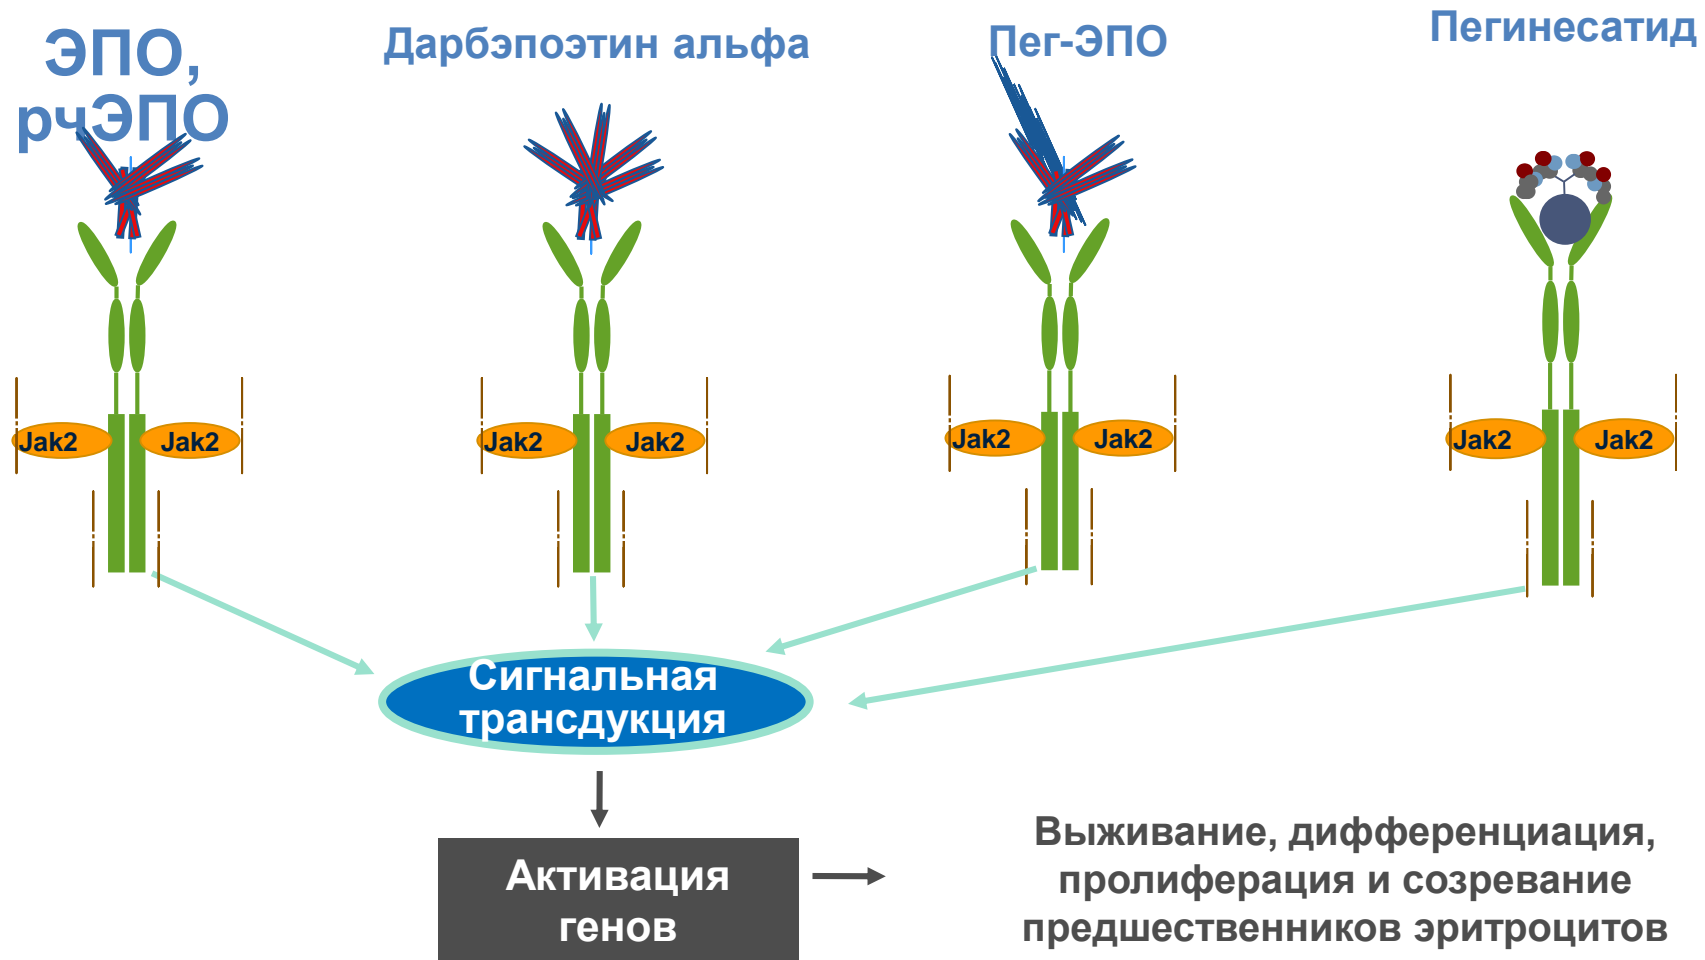 ЭПО,
рчЭПО
Дарбэпоэтин альфа
Пег-ЭПО
Пегинесатид
Jak2
Jak2
Jak2
Jak2
Jak2
Jak2
Jak2
Jak2
Сигнальная
трансдукция
Активация
генов
Выживание, дифференциация,
пролиферация и созревание
предшественников эритроцитов